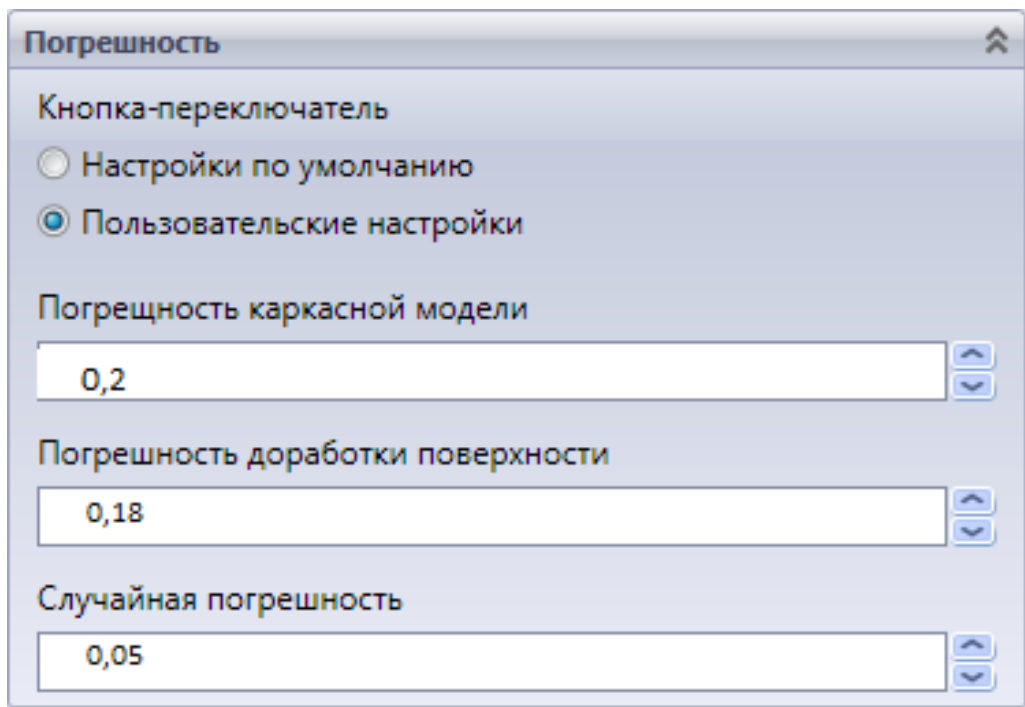 Погрешность
Кнопка-переключатель
Настройки по умолчанию
Пользовательские настройки
Погрещность каркасной модели
0,2
Погрешность доработки поверхности
0,18
Случайная погрешность
0,05